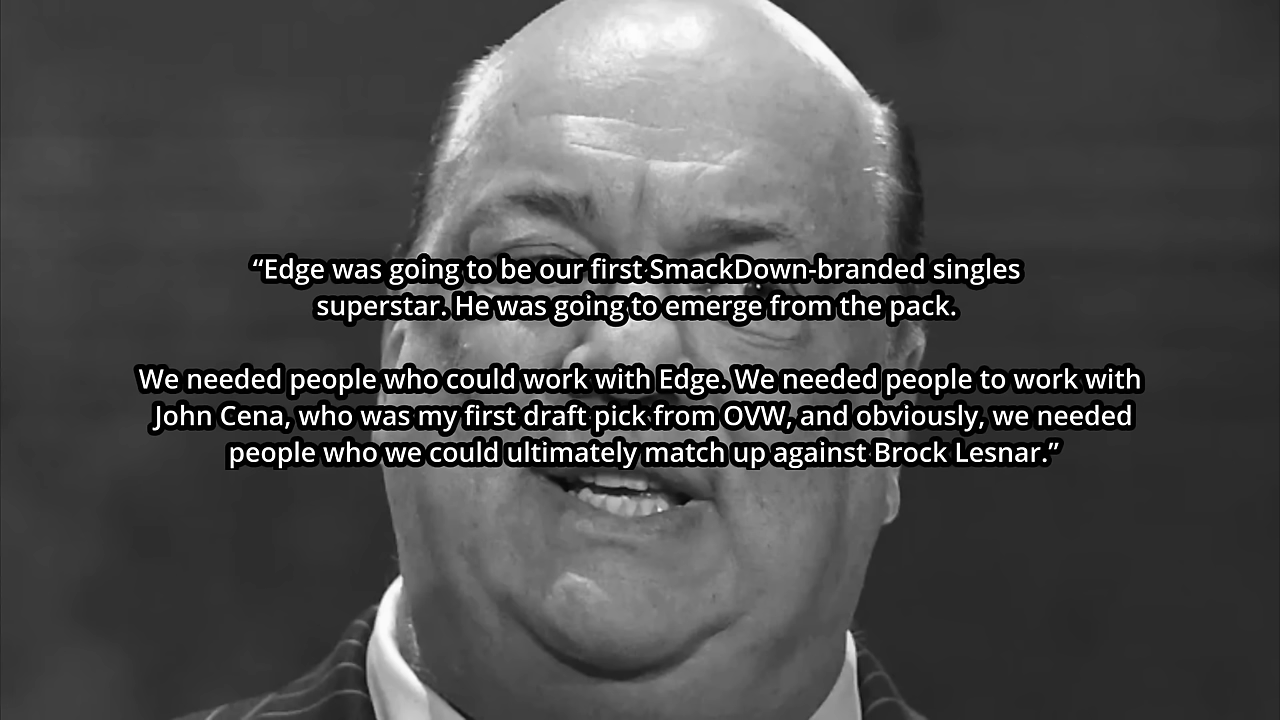 “Edge was going to be our first SmackDown-branded singles
superstar. He was going to emerge from the pack.
We needed people who could work with Edge. We needed people to work with
John Cena, who was my first draft pick from OVW, and obviously, we needed
people who we could ultimately match up against Brock Lesnar.”